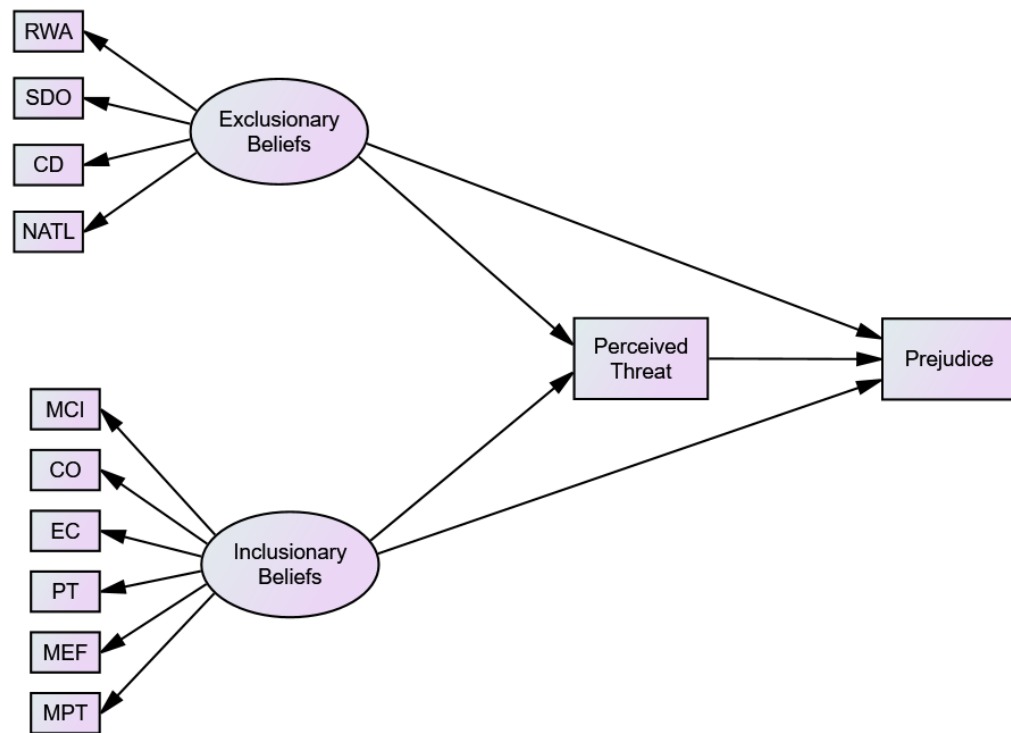 RWA
SDO
CD
NATL
Exclusionary
Beliefs
Perceived
Threat
Prejudice
MCI
CO
EC
PT
MEF
MPT
Inclusionary
Beliefs